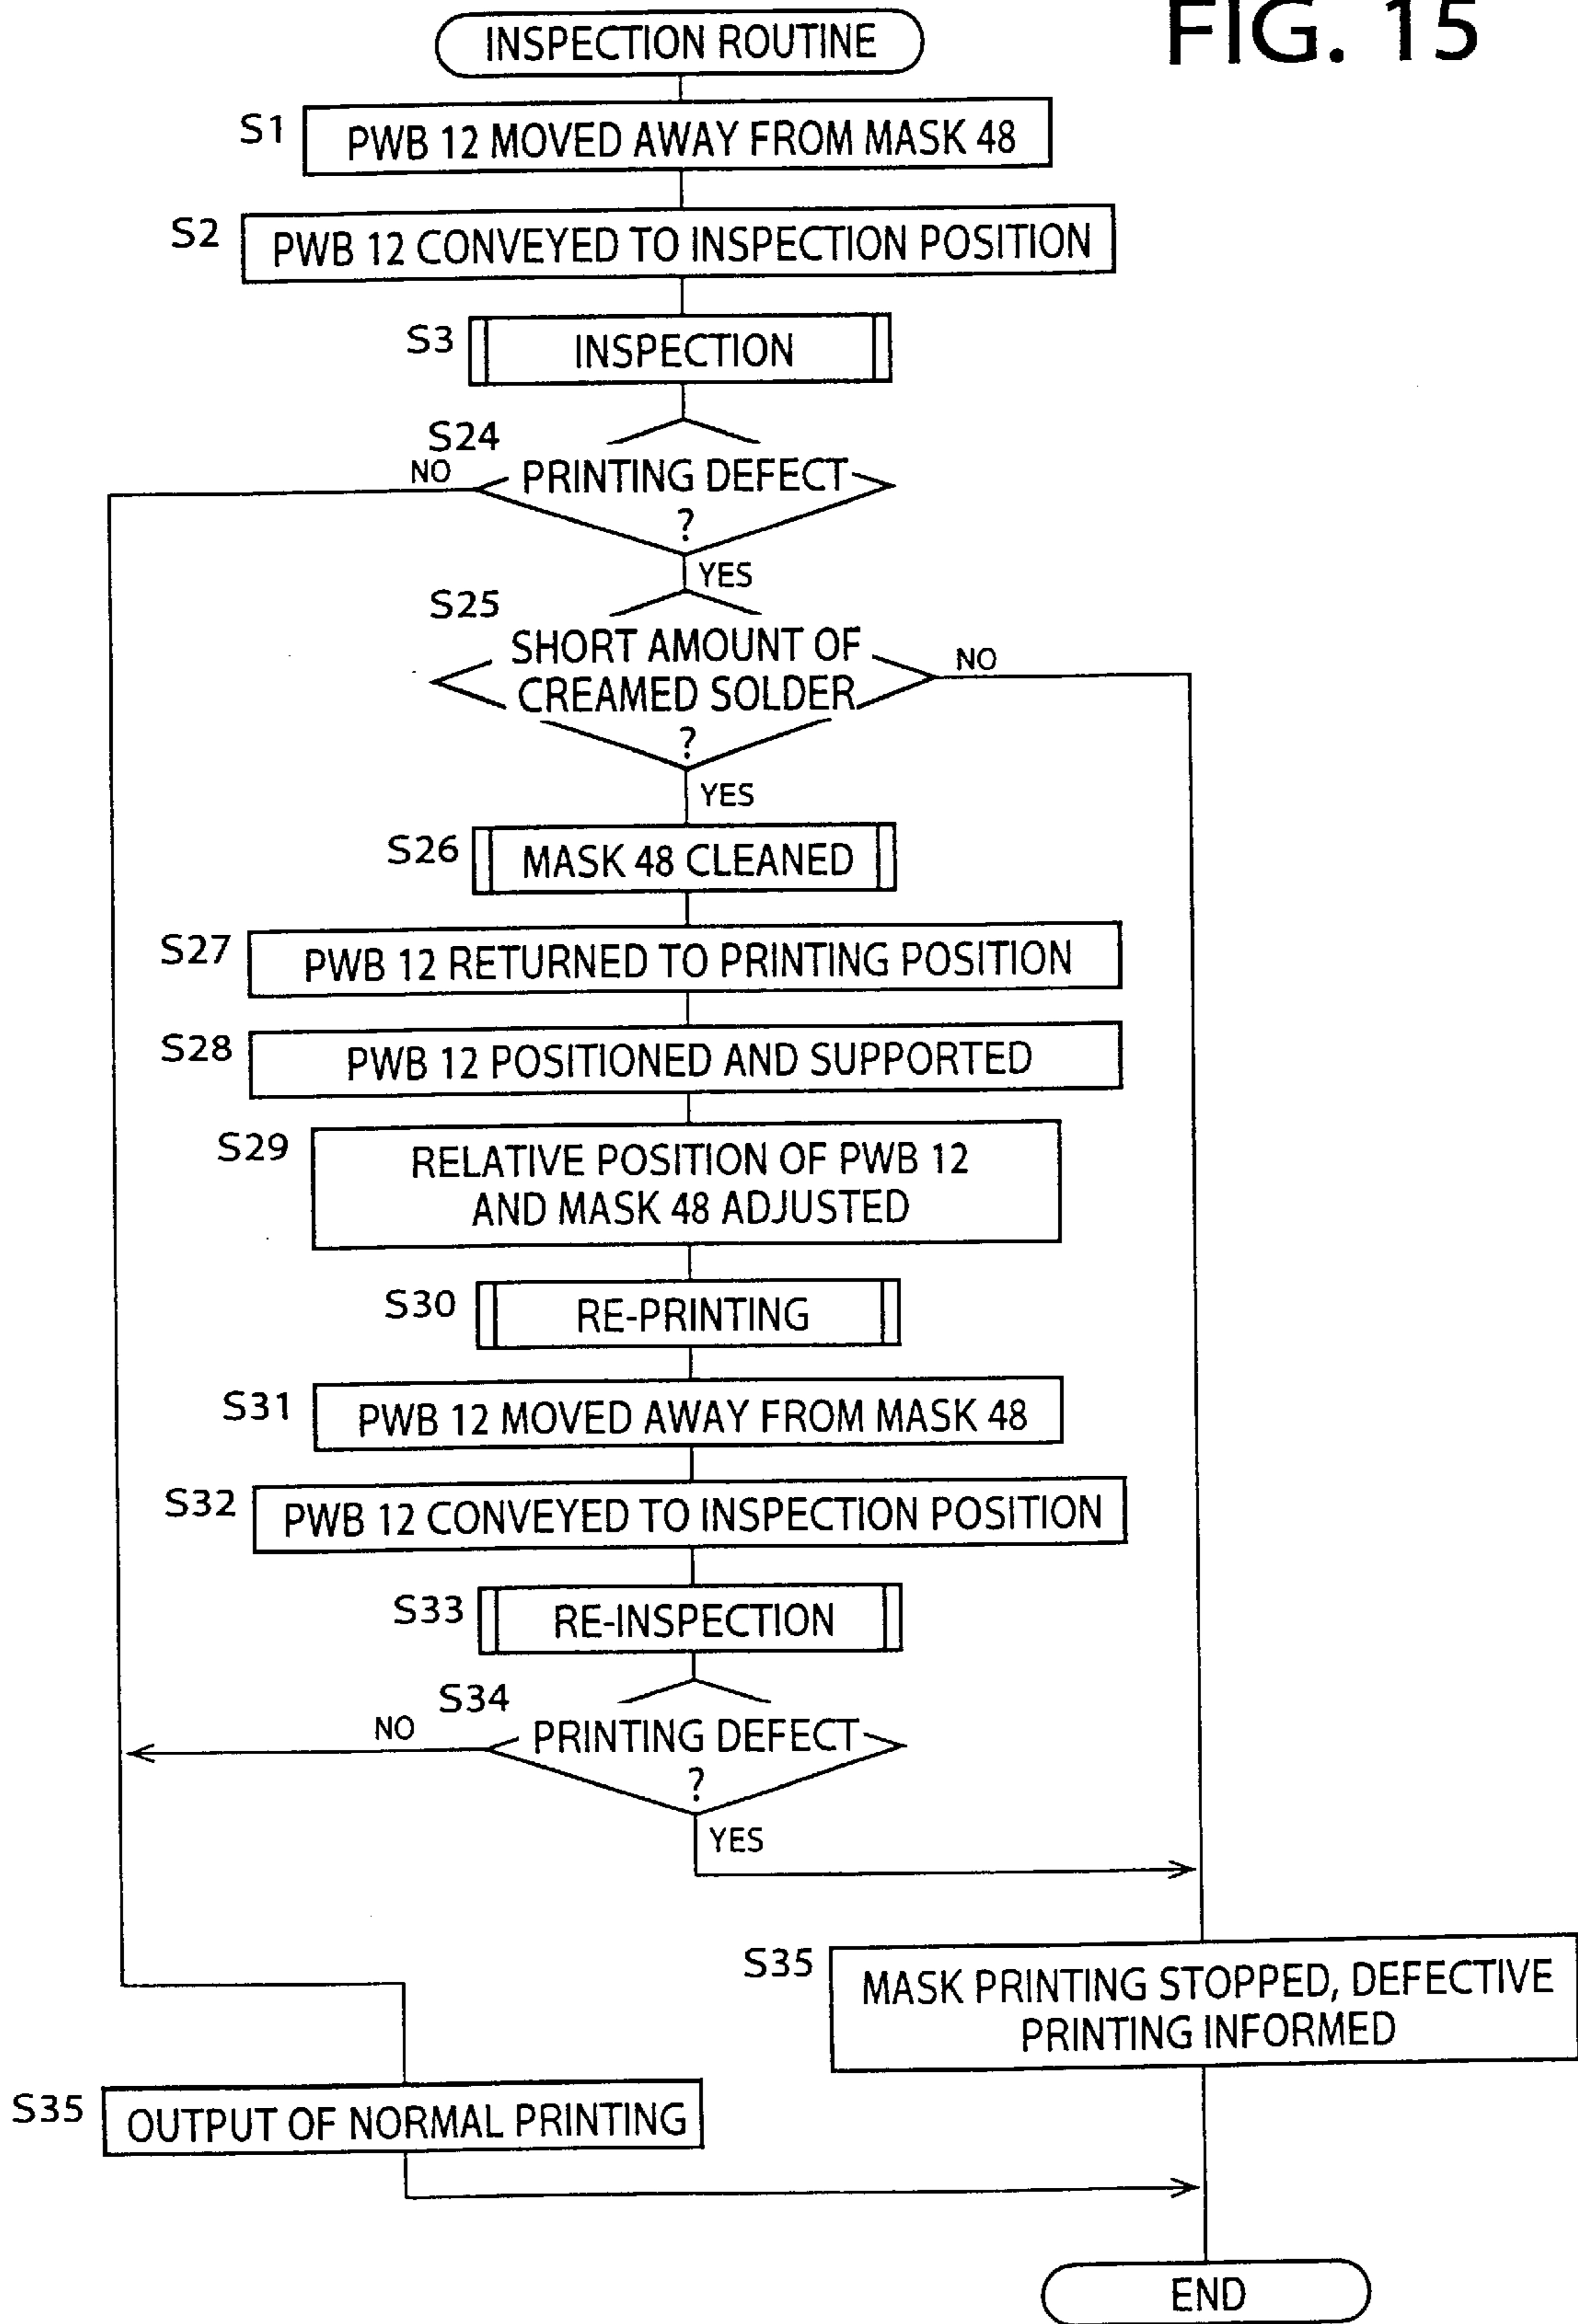 FIG. 15
INSPECTION ROUTINE
S1
PWB 12 MOVED AWAY FROM MASK 48
S2
PWB 12 CONVEYED TO INSPECTION POSITION
S3
INSPECTION
S24
NO
PRINTING DEFECT
?
YES
S25
SHORT AMOUNT OF
CREAMED SOLDER
?
NO
YES
S26
MASK 48 CLEANED
S27
PWB 12 RETURNED TO PRINTING POSITION
S28
PWB 12 POSITIONED AND SUPPORTED
S29
RELATIVE POSITION OF PWB 12
AND MASK 48 ADJUSTED
S30
RE-PRINTING
S31
PWB 12 MOVED AWAY FROM MASK 48
S32
PWB 12 CONVEYED TO INSPECTION POSITION
S33
RE-INSPECTION
S34
NO
PRINTING DEFECT
?
YES
S35
MASK PRINTING STOPPED, DEFECTIVE
PRINTING INFORMED
S35
OUTPUT OF NORMAL PRINTING
END